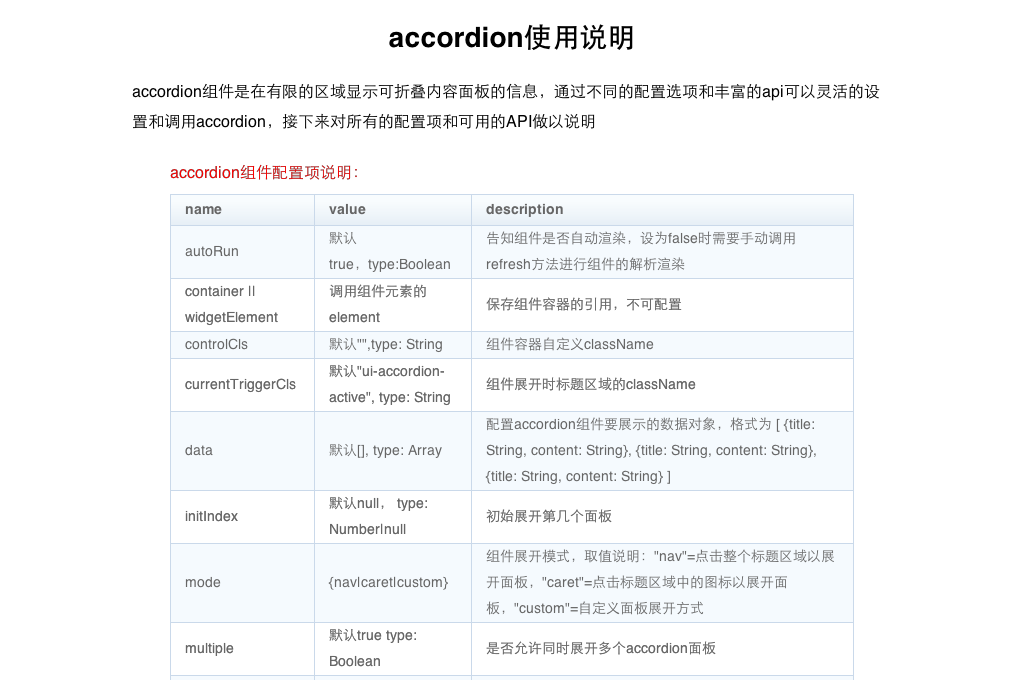 accordion使用说明
accordion组件是在有限的区域显示可折叠内容面板的信息，通过不同的配置选项和丰富的api可以灵活的设
置和调用accordion，接下来对所有的配置项和可用的API做以说明
accordion组件配置项说明：
name value description
autoRun
默认
true，type:Boolean
告知组件是否自动渲染，设为false时需要手动调用
refresh方法进行组件的解析渲染
container ||
widgetElement
调用组件元素的
element
保存组件容器的引用，不可配置
controlCls
默认"",type: String
组件容器自定义className
currentTriggerCls
默认"ui-accordion-
active", type: String
组件展开时标题区域的className
data
默认[], type: Array
配置accordion组件要展示的数据对象，格式为 [ {title:
String, content: String}, {title: String, content: String},
{title: String, content: String} ]
initIndex
默认null， type:
Number|null
初始展开第几个面板
mode
{nav|caret|custom}
组件展开模式，取值说明："nav"=点击整个标题区域以展
开面板，"caret"=点击标题区域中的图标以展开面
板，"custom"=自定义面板展开方式
multiple
默认true type:
Boolean
是否允许同时展开多个accordion面板